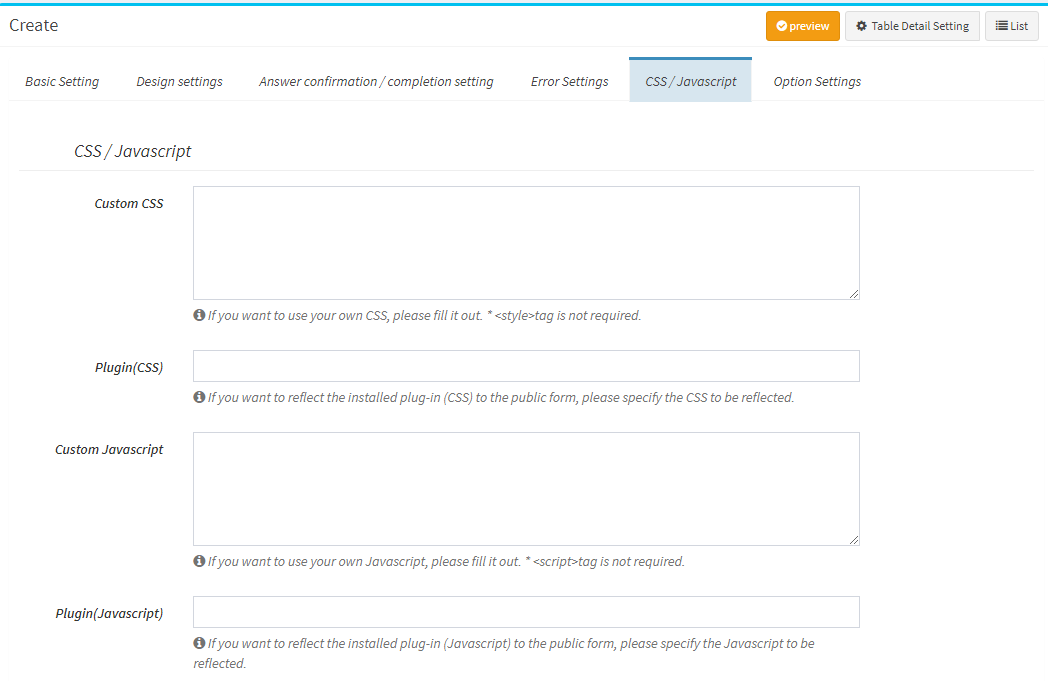 Create
preview
Table Detail Setting
List
Basic Setting
Design settings
Answer confirmation / completion setting
Error Settings
CSS / Javascript
Option Settings
CSS / Javascript
Custom CSS
If you want to use your own CSS, please fill it out. * <style>tag is not required.
Plugin(CSS)
If you want to reflect the installed plug-in (CSS) to the public form, please specify the CSS to be reflected.
Custom Javascript
If you want to use your own Javascript, please fill it out. * <script>tag is not required.
Plugin(Javascript)
If you want to reflect the installed plug-in (Javascript) to the public form, please specify the Javascript to be
reflected.